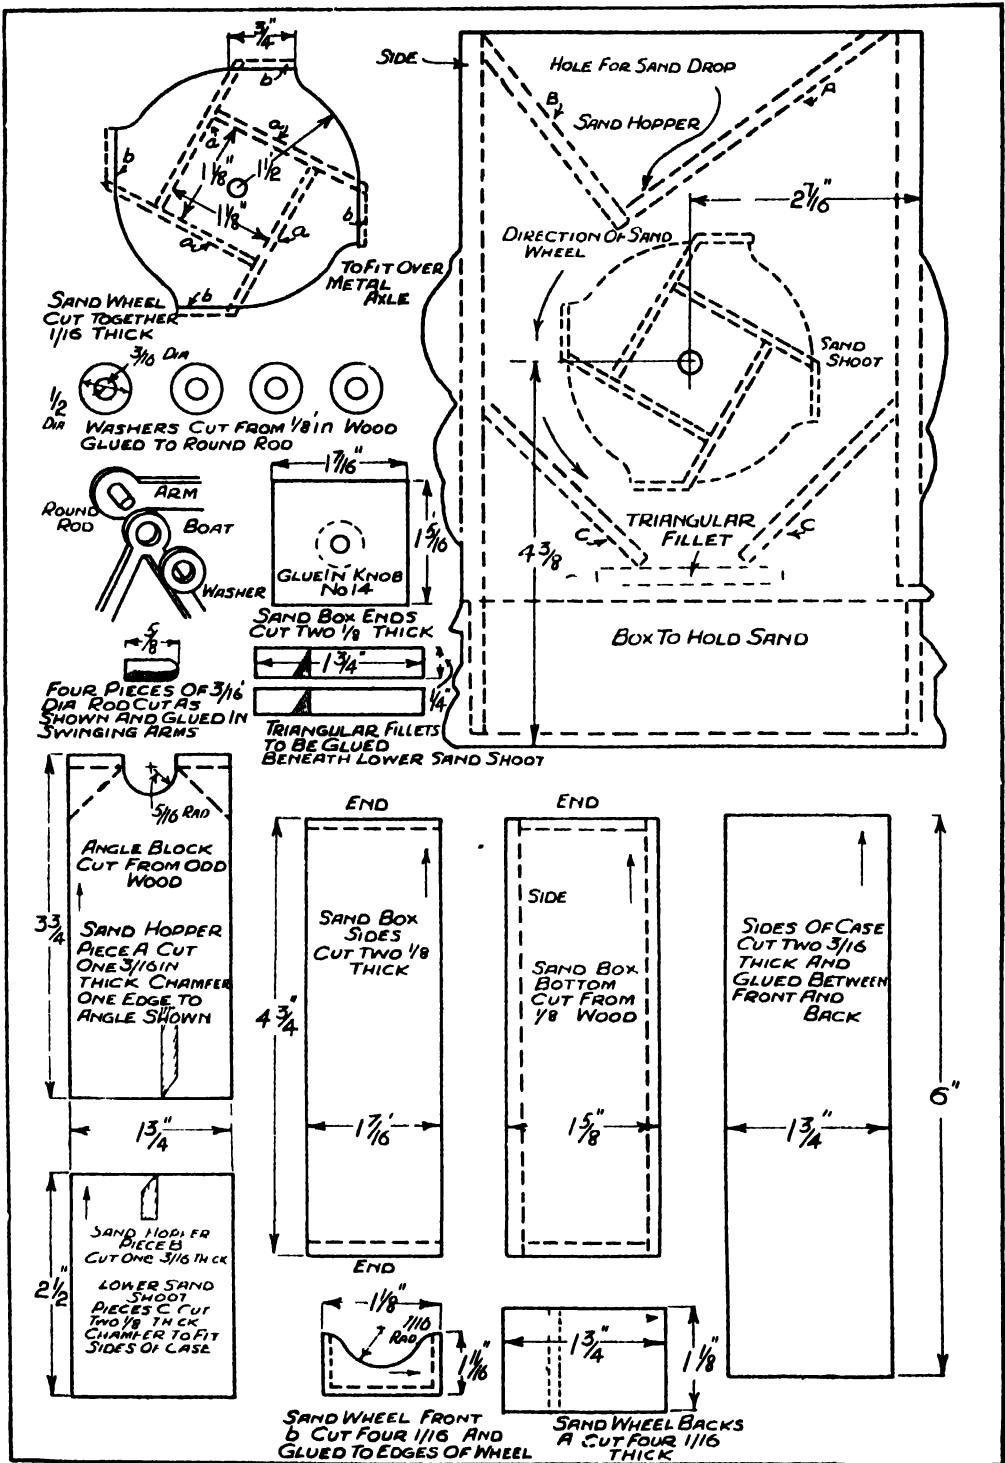 3/4"
SIDE
HOLE FOR SAND DROP
B
A
SAND HOPPER
b
a
a
b
1 1/8"
1 1/2
b
1 1/8"
a
a
b
2 7/16"
DIRECTION OF SAND
WHEEL
TO FIT OVER
METAL
AXLE
SAND WHEEL
CUT TOGETHER
1/16 THICK
SAND
SHOOT
3/16 DIA
1/2
DIA
WASHERS CUT FROM 1/8 in WOOD
GLUED TO ROUND ROD
ARM
ROUND
ROD
BOAT
WASHER
1 7/16"
1 5/16
GLUE IN KNOB
No 14
SAND BOX ENDS
CUT TWO 1/8 THICK
TRIANGULAR
FILLET
C
C
4 3/8
BOX TO HOLD SAND
5/8
FOUR PIECES OF 3/16"
DIA ROD CUT AS
SHOWN AND GLUED IN
SWINGING ARMS
1 3/4"
1/4"
TRIANGULAR FILLETS
TO BE GLUED
BENEATH LOWER SAND SHOOT
5/16 RAD
ANGLE BLOCK
CUT FROM ODD
WOOD
3 3/4
SAND HOPPER
PIECE A CUT
ONE 3/16 IN
THICK CHAMFER
ONE EDGE TO
ANGLE SHOWN
1 3/4"
END
SAND BOX
SIDES
CUT TWO 1/8
THICK
4 3/4"
1 7/16'
END
END
SIDE
SAND BOX
BOTTOM
CUT FROM
1/8 WOOD
1 5/8"
SIDES OF CASE
CUT TWO 3/16
THICK AND
GLUED BETWEEN
FRONT AND
BACK
6"
1 3/4"
2 1/2"
SAND HOPPER
PIECE B
CUT ONE 3/16 THICK
LOWER SAND
SHOOT
PIECES C CUT
TWO 1/8 THICK
CHAMFER TO FIT
SIDES OF CASE
1 1/8"
7/16
RAD
1 11/16"
SAND WHEEL FRONT
b CUT FOUR 1/16 AND
GLUED TO EDGES OF WHEEL
1 3/4"
1 1/8"
SAND WHEEL BACKS
A CUT FOUR 1/16
THICK